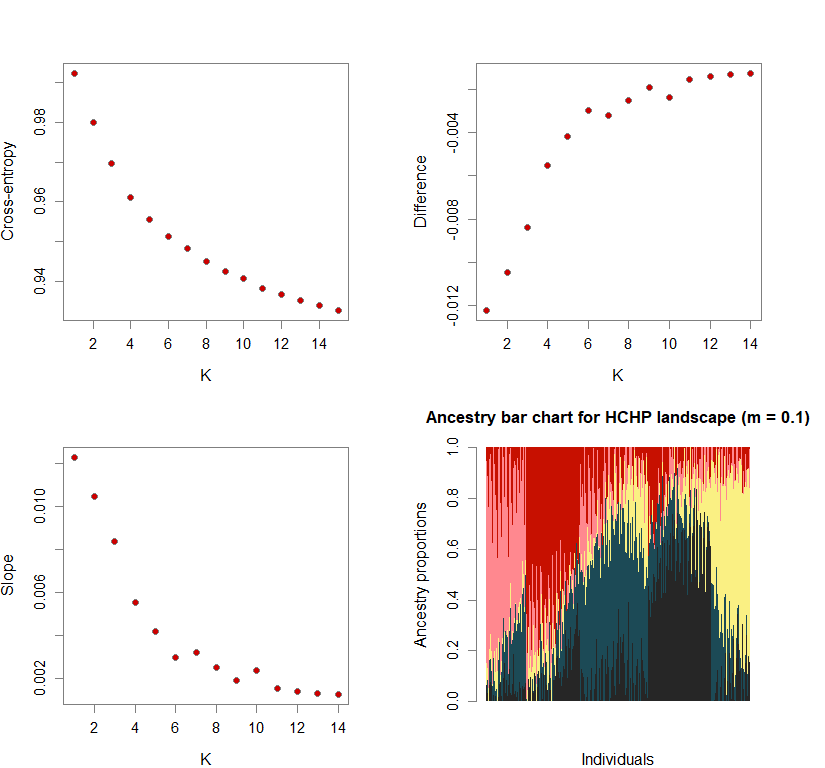 Cross-entropy
0.98
0.96
0.94
2 4 6 8 10 12 14
K
Difference
-0.004
-0.008
-0.012
2 4 6 8 10 12 14
K
Slope
0.010
0.006
0.002
2 4 6 8 10 12 14
K
Ancestry bar chart for HCHP landscape (m = 0.1)
Ancestry proportions
1.0
0.8
0.6
0.4
0.2
0.0
Individuals